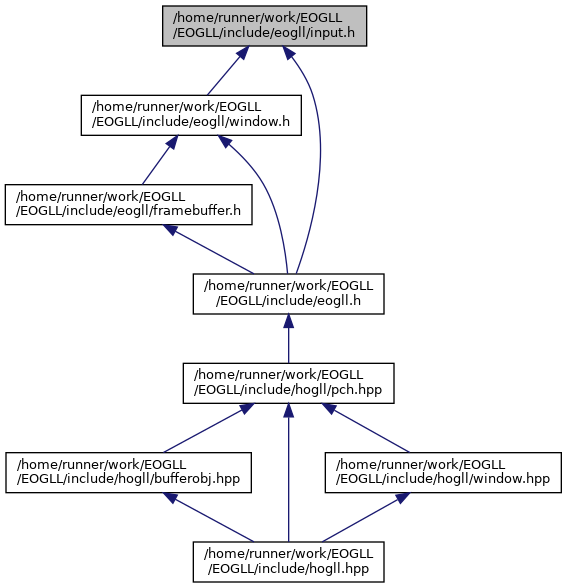 /home/runner/work/EOGLL
/EOGLL/include/eogll/input.h
/home/runner/work/EOGLL
/EOGLL/include/eogll/window.h
/home/runner/work/EOGLL
/EOGLL/include/eogll/framebuffer.h
/home/runner/work/EOGLL
/EOGLL/include/eogll.h
/home/runner/work/EOGLL
/EOGLL/include/hogll/pch.hpp
/home/runner/work/EOGLL
/EOGLL/include/hogll/bufferobj.hpp
/home/runner/work/EOGLL
/EOGLL/include/hogll/window.hpp
/home/runner/work/EOGLL
/EOGLL/include/hogll.hpp